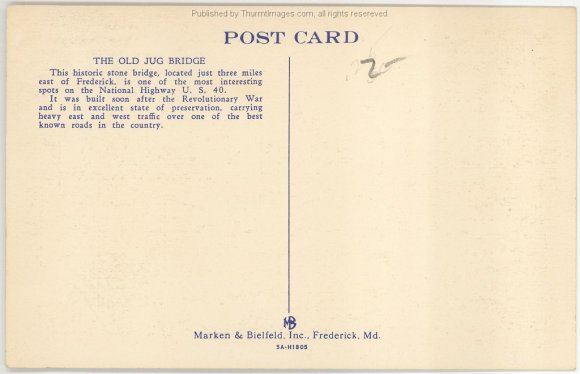 Published by ThurmtImages.com, all rights reserved.
POST CARD
THE OLD JUG BRIDGE
This historic stone bridge, located just three miles
east of Frederick, is one of the most interesting
spots on the National Highway U. S. 40.
It was built soon after the Revolutionary War
and is in excellent state of preservation, carrying
heavy east and west traffic over one of the best
known roads in the country.
MB
Marken & Bielfeld, Inc., Frederick, Md.
5A-H1805